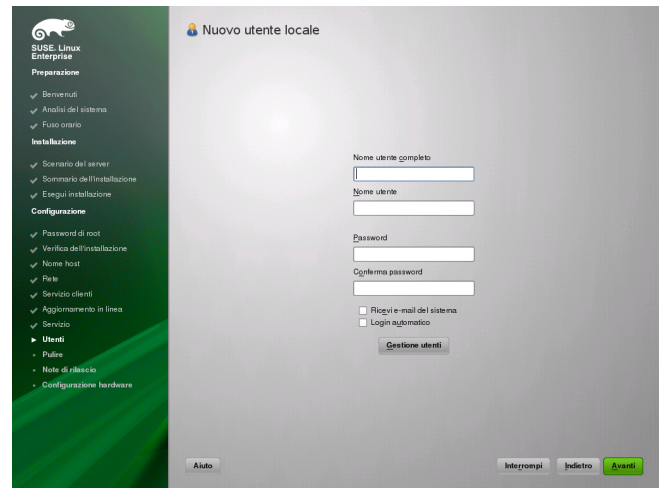 SUSE. Linux
Enterprise
Preparazione
Benvenuti
Analisi del sistema
Fuso orario
Installazione
Scenario del server
Sommario dell'installazione
Esegui installazione
Configurazione
Password di root
Verifica dell'installazione
Nome host
Rete
Servizio clienti
Aggiornamento in linea
Servizio
Utenti
Pulire
Note di rilascio
Configurazione hardware
Nuovo utente locale
Nome utente completo
Nome utente
Password
Conferma password
Ricevi e-mail del sistema
Login automatico
Gestione utenti
Aiuto
Interrompi
Indietro
Avanti